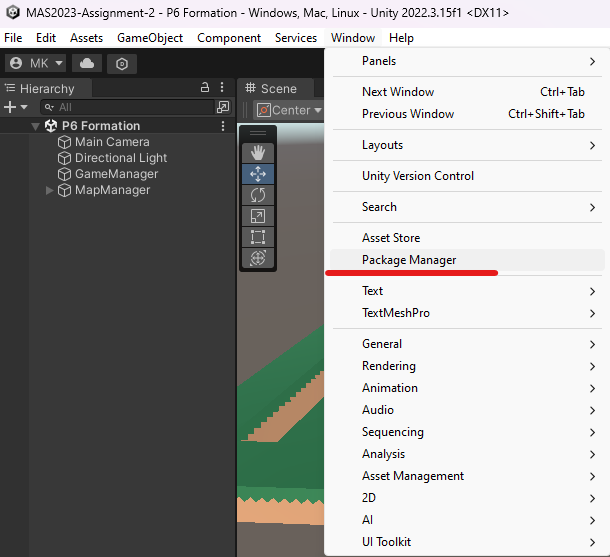 MAS2023-Assignment-2 - P6 Formation - Windows, Mac, Linux - Unity 2022.3.15f1 <DX11>
File Edit Assets GameObject Component Services Window Help
MK
Hierarchy
All
P6 Formation
Main Camera
Directional Light
GameManager
MapManager
Scene
Center
Panels
Next Window Ctrl+Tab
Previous Window Ctrl+Shift+Tab
Layouts
Unity Version Control
Search
Asset Store
Package Manager
Text
TextMeshPro
General
Rendering
Animation
Audio
Sequencing
Analysis
Asset Management
2D
AI
UI Toolkit